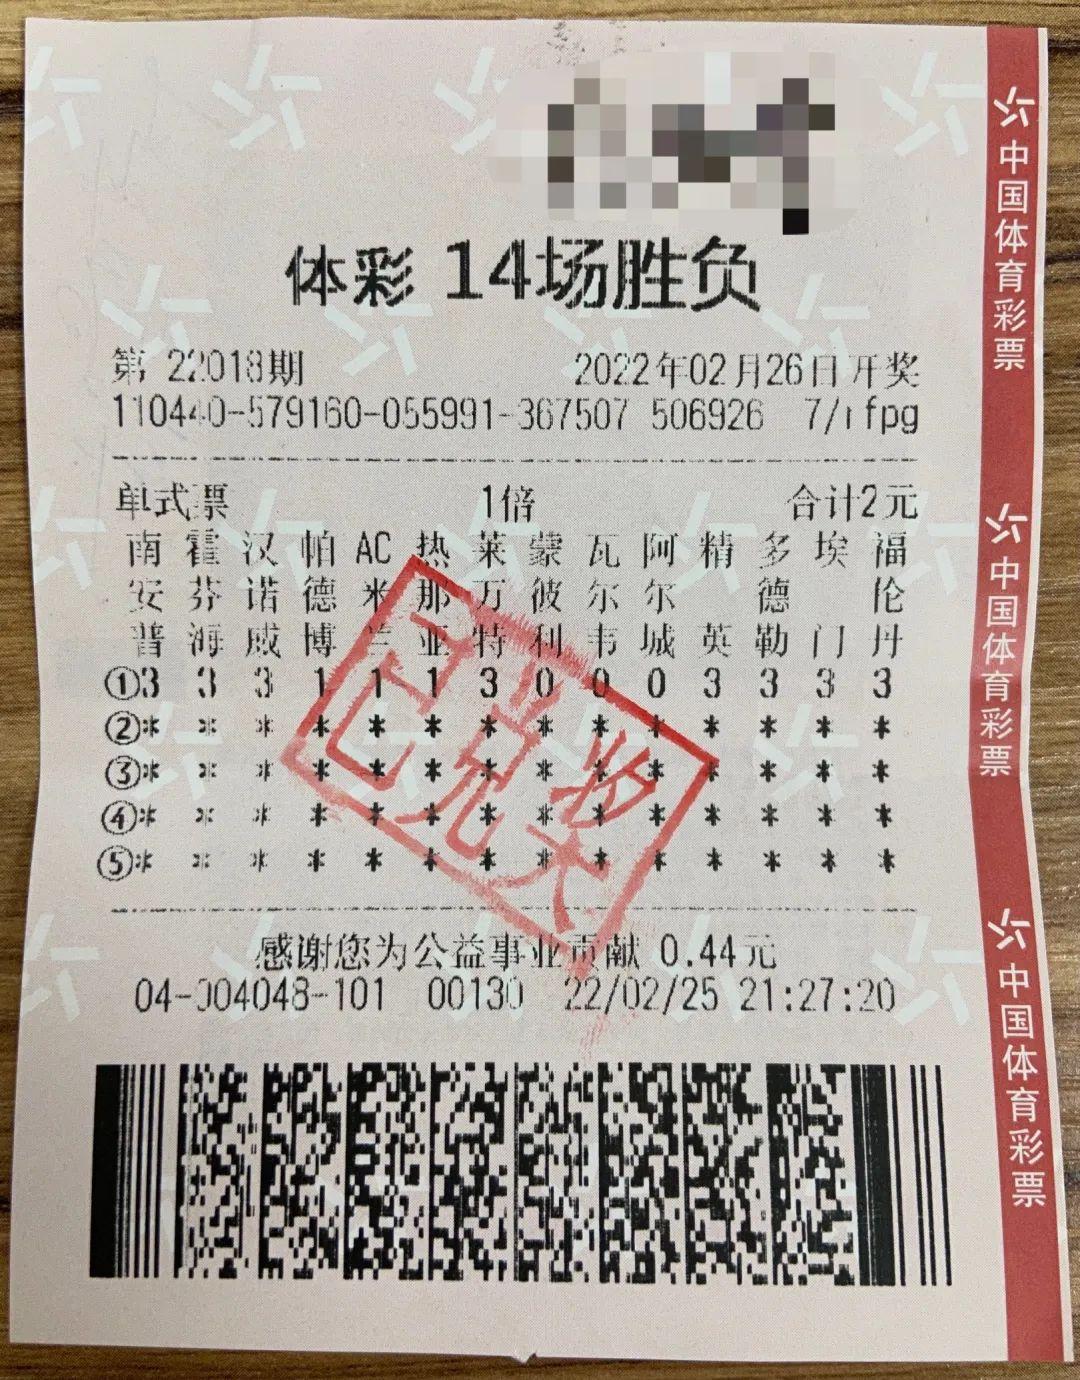 体彩 14场胜负
第 22018期 2022年02月26日开奖
110440-579160-055991-367507 506926 7/rfpg
单式票 1倍 合计2元
南 霍 汉 帕 AC 热 莱 蒙 瓦 阿 精 多 埃 福
安 芬 诺 德 米 那 万 彼 尔 尔 德 伦
普 海 威 博 兰 亚 特 利 韦 城 英 勒 门 丹
①3 3 3 1 1 1 3 0 0 0 3 3 3 3
②* * * * * * * * * * * * * *
③* * * * * * * * * * * * * *
④* * * * * * * * * * * * * *
⑤* * * * * * * * * * * * * *
已兑奖
感谢您为公益事业贡献 0.44元
04-004048-101 00130 22/02/25 21:27:20
中国体育彩票
中国体育彩票
中国体育彩票